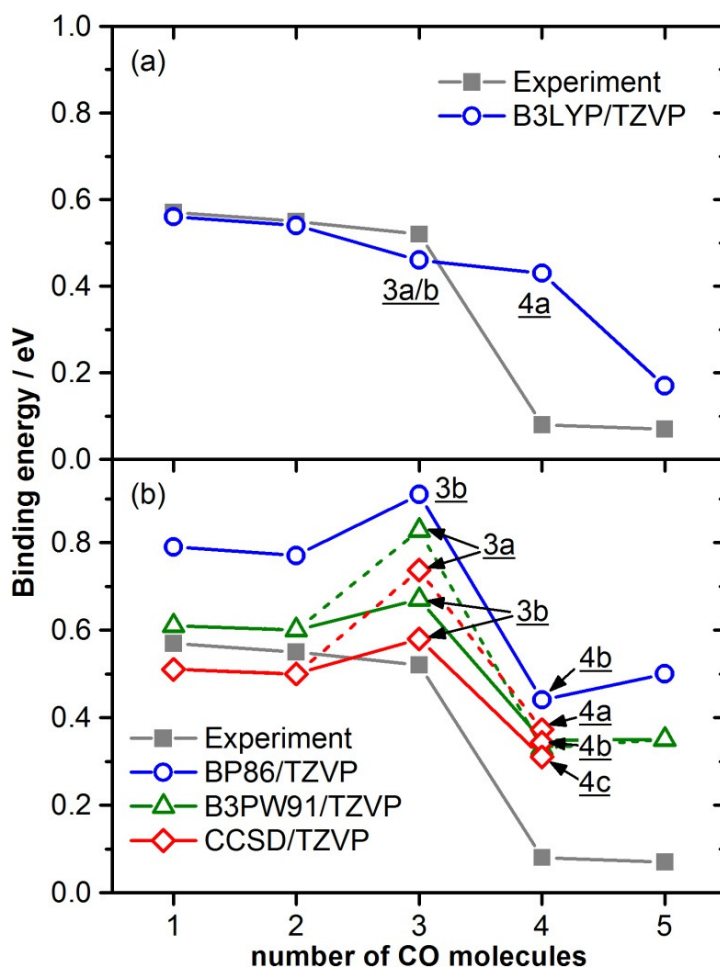 1.0
(a)
Experiment
B3LYP/TZVP
0.8
0.6
0.4
3a/b
4a
0.2
0.0
Binding energy / eV
(b)
3b
0.8
3a
3b
0.6
4b
4a
4b
4c
0.4
Experiment
BP86/TZVP
B3PW91/TZVP
CCSD/TZVP
0.2
0.0
1 2 3 4 5
number of CO molecules